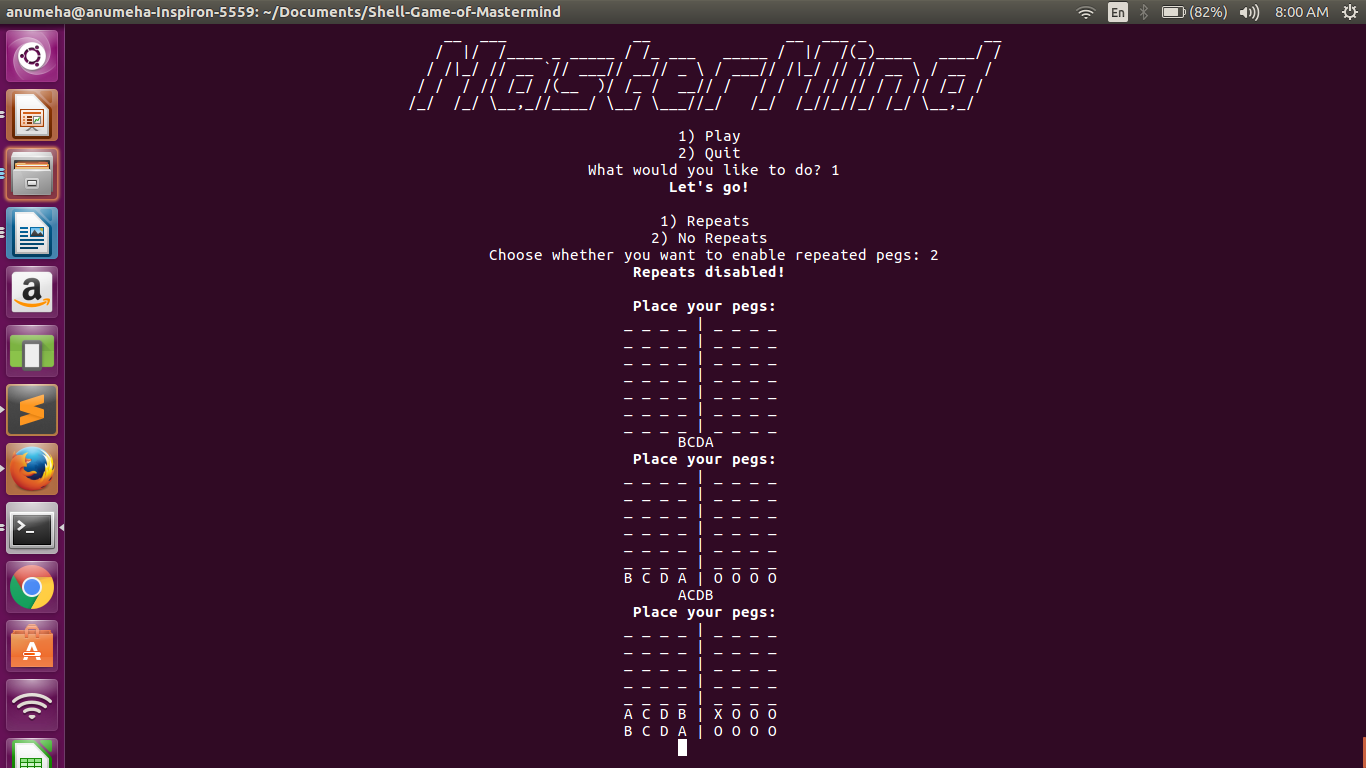 anumeha@anumeha-Inspiron-5559: ~/Documents/Shell-Game-of-Mastermind En (82%) 8:00 AM
MasterMind
1) Play
2) Quit
What would you like to do? 1
Let's go!
1) Repeats
2) No Repeats
Choose whether you want to enable repeated pegs: 2
Repeats disabled!
Place your pegs:
_ _ _ _ | _ _ _ _
_ _ _ _ | _ _ _ _
_ _ _ _ | _ _ _ _
_ _ _ _ | _ _ _ _
_ _ _ _ | _ _ _ _
_ _ _ _ | _ _ _ _
_ _ _ _ | _ _ _ _
BCDA
Place your pegs:
_ _ _ _ | _ _ _ _
_ _ _ _ | _ _ _ _
_ _ _ _ | _ _ _ _
_ _ _ _ | _ _ _ _
_ _ _ _ | _ _ _ _
_ _ _ _ | _ _ _ _
B C D A | O O O O
ACDB
Place your pegs:
_ _ _ _ | _ _ _ _
_ _ _ _ | _ _ _ _
_ _ _ _ | _ _ _ _
_ _ _ _ | _ _ _ _
_ _ _ _ | _ _ _ _
A C D B | X O O O
B C D A | O O O O